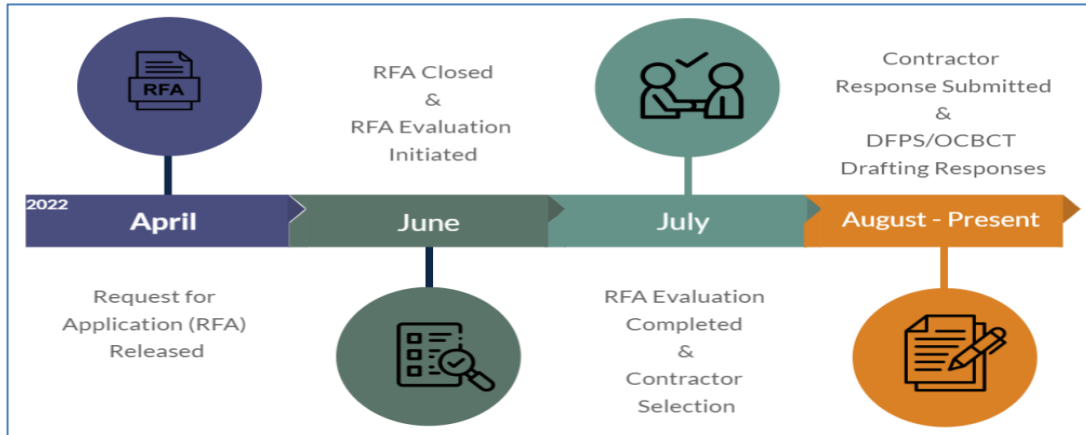 RFA
2022
April
Request for
Application (RFA)
Released
RFA Closed
&
RFA Evaluation
Initiated
June
July
RFA Evaluation
Completed
&
Contractor
Selection
Contractor
Response Submitted
&
DFPS/OCBCT
Drafting Responses
August - Present